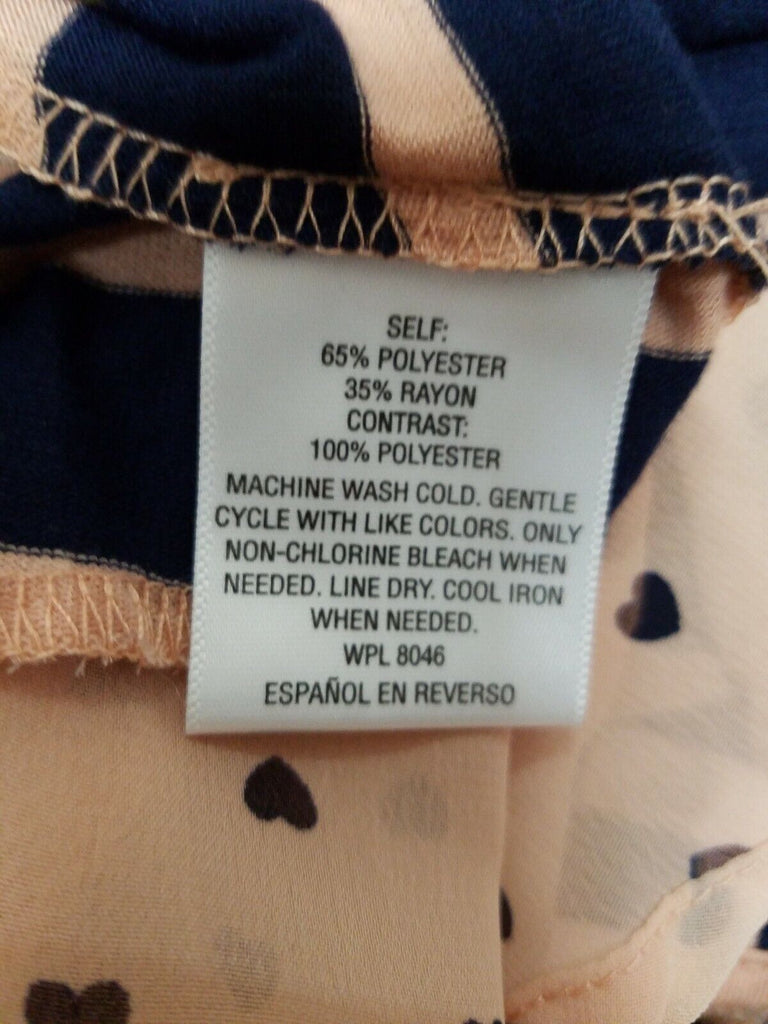 SELF:
65% POLYESTER
35% RAYON
CONTRAST:
100% POLYESTER
MACHINE WASH COLD. GENTLE
CYCLE WITH LIKE COLORS. ONLY
NON-CHLORINE BLEACH WHEN
NEEDED. LINE DRY. COOL IRON
WHEN NEEDED.
WPL 8046
ESPAÑOL EN REVERSO